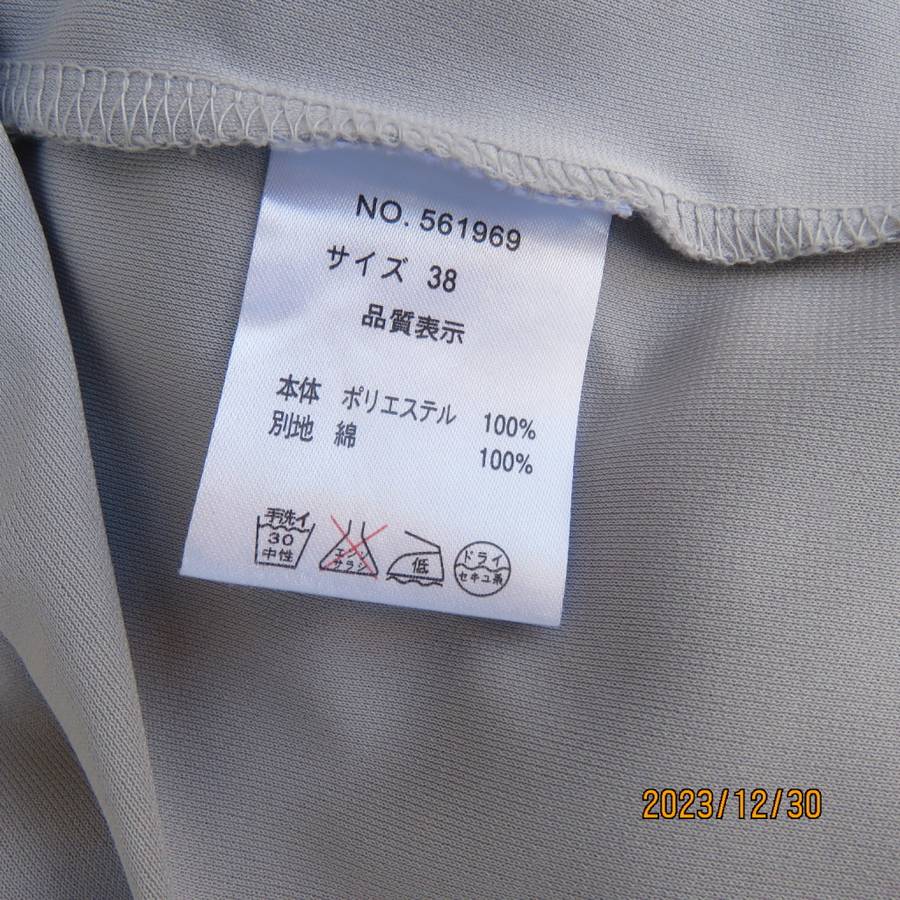 NO. 561969
サイズ 38
品質表示
本体 ポリエステル 100%
別地 綿 100%
手洗イ
30
中性
エンソ
サラシ
低
ドライ
セキユ系
2023/12/30